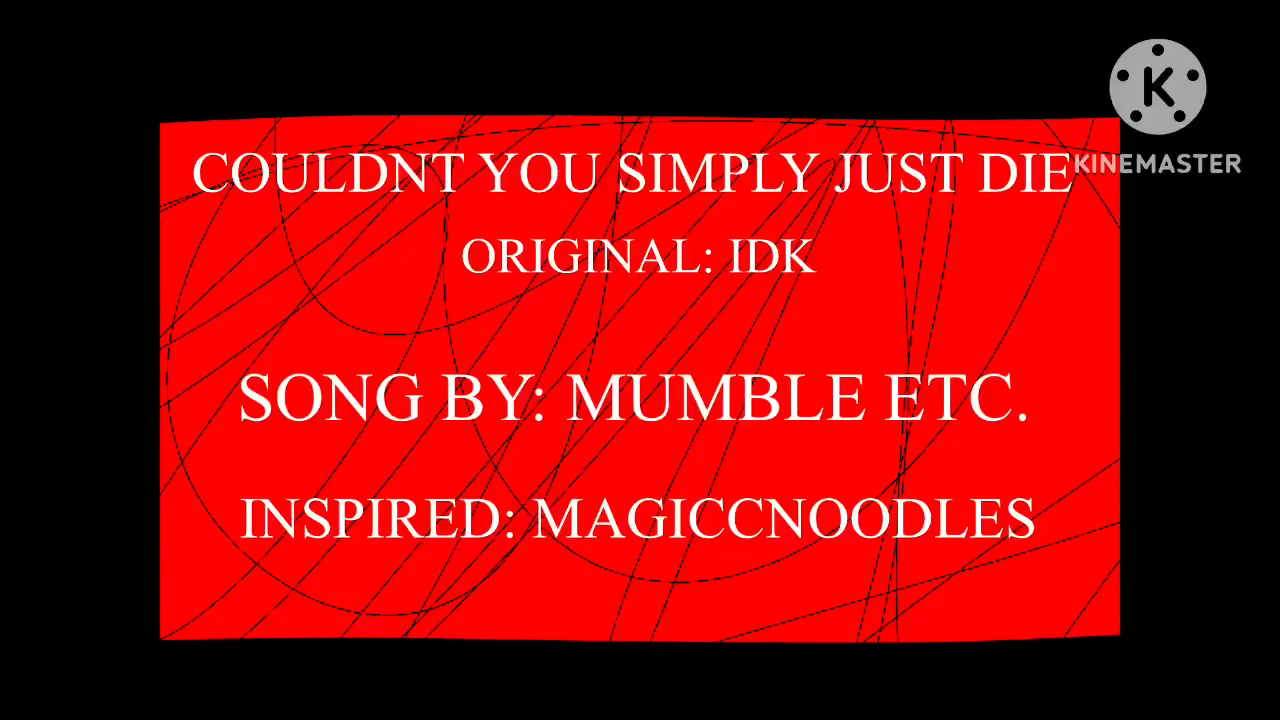 COULDNT YOU SIMPLY JUST DIE
K
KINEMASTER
ORIGINAL: IDK
SONG BY: MUMBLE ETC.
INSPIRED: MAGICCNOODLES